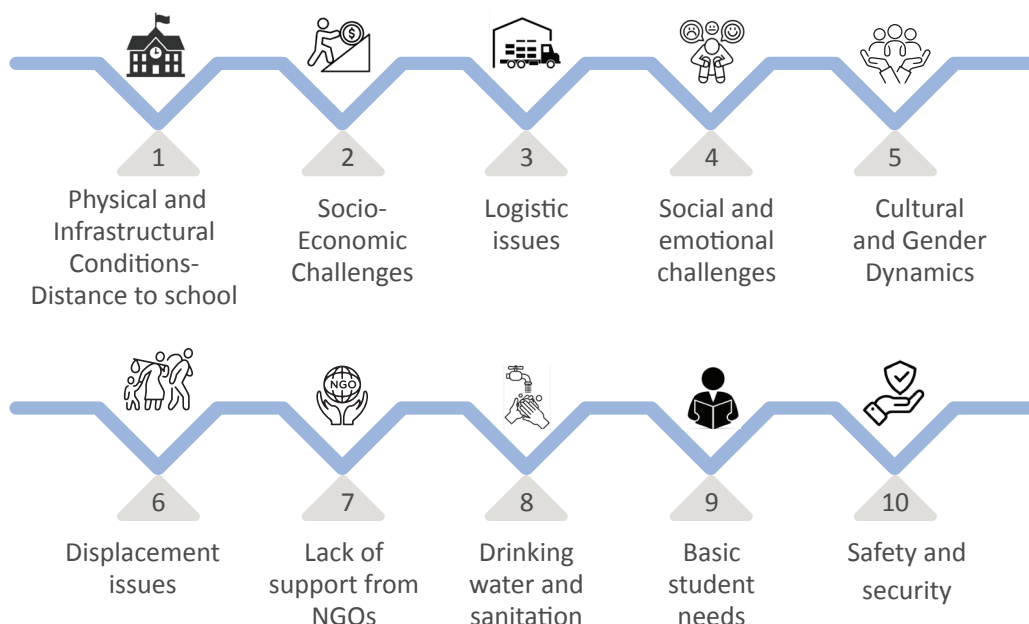 1
2
3
4
5
Physical and
Infrastructural
Conditions-
Distance to school
Socio-
Economic
Challenges
Logistic
issues
Social and
emotional
challenges
Cultural
and Gender
Dynamics
NGO
6
7
8
9
10
Displacement
issues
Lack of
support from
NGOs
Drinking
water and
sanitation
Basic
student
needs
Safety and
security